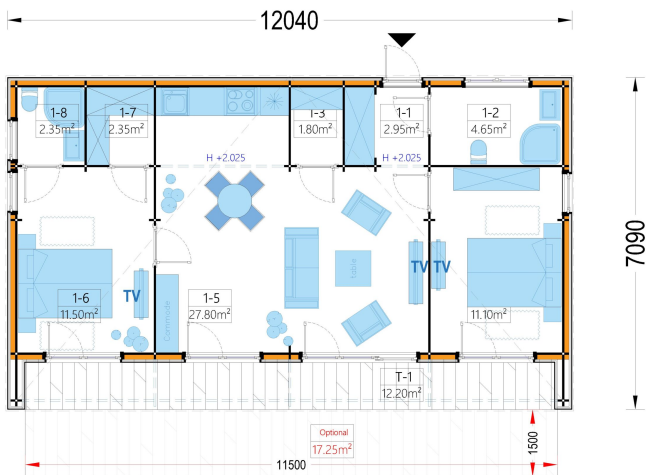 12040
1-8
2.35m²
1-7
2.35m²
1-3
1.80m²
1-1
2.95m²
1-2
4.65m²
H +2.025
H +2.025
7090
table
TV
TV
TV
Commode
1-6
11.50m²
1-5
27.80m²
11.10m²
T-1
12.20m²
Optional
17.25m²
1500
11500